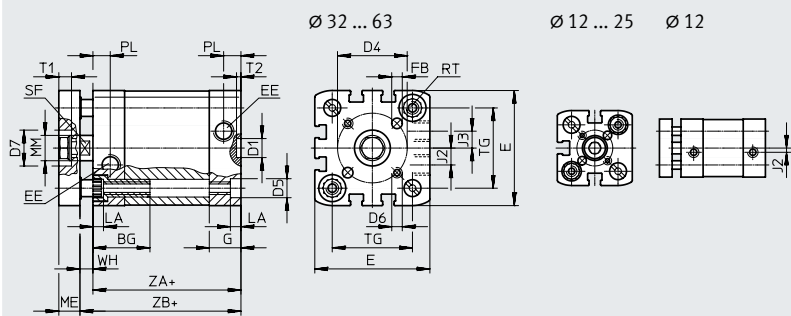 Ø 32 ... 63
Ø 12 ... 25
Ø 12
PL
PL
T1
T2
SF
EE
D7
MM
D1
EE
D5
LA
LA
BG
G
WH
ZA+
ME
ZB+
D4
FB
RT
J2
J3
TG
E
D6
TG
E
J2